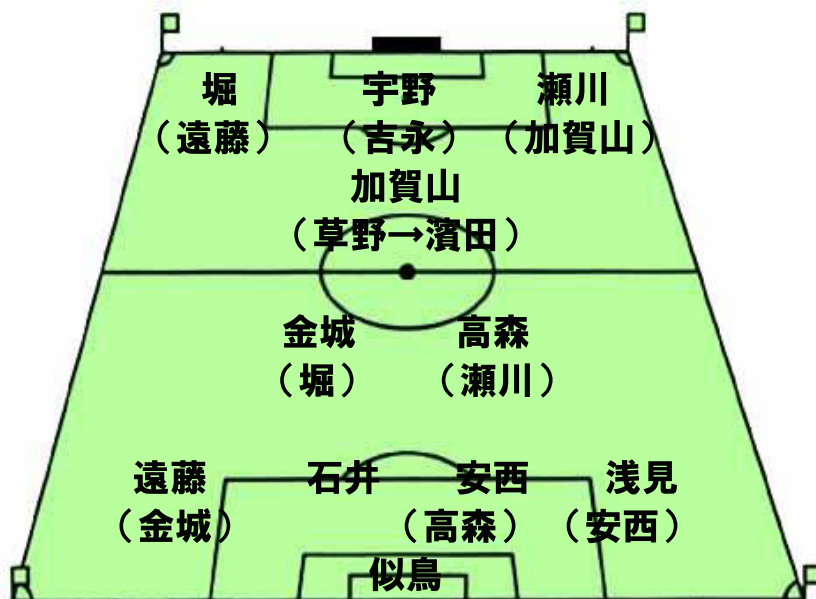 堀 宇野 瀬川
（遠藤） （吉永） （加賀山）
加賀山
（草野→濱田）
金城 高森
（堀） （瀬川）
遠藤 石井 安西 浅見
（金城） （高森） （安西）
似鳥